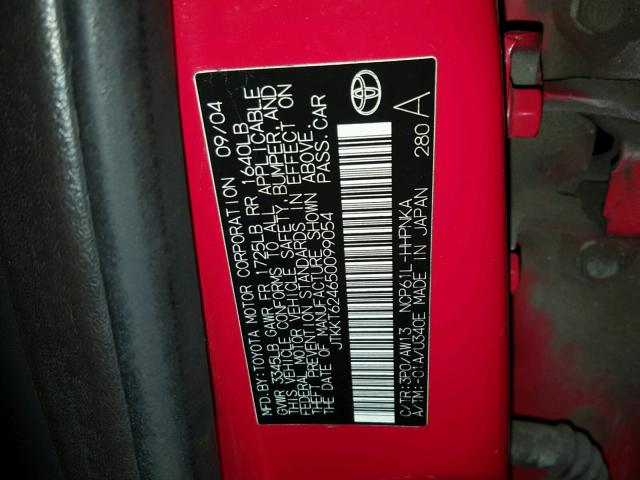 MFD.BY:TOYOTA MOTOR CORPORATION 09/04
GVWR 3345LB GAWR FR 1725LB RR 1640LB
THIS VEHICLE CONFORMS TO ALL APPLICABLE
FEDERAL MOTOR VEHICLE SAFETY, BUMPER, AND
THEFT PREVENTION STANDARDS IN EFFECT ON
THE DATE OF MANUFACTURE SHOWN ABOVE.
JTKKT624650099054 PASS.CAR
C/TR:3P0/AW13 NCP61L-HHPNKA 280 A
A/TM:-C1A/U340E MADE IN JAPAN